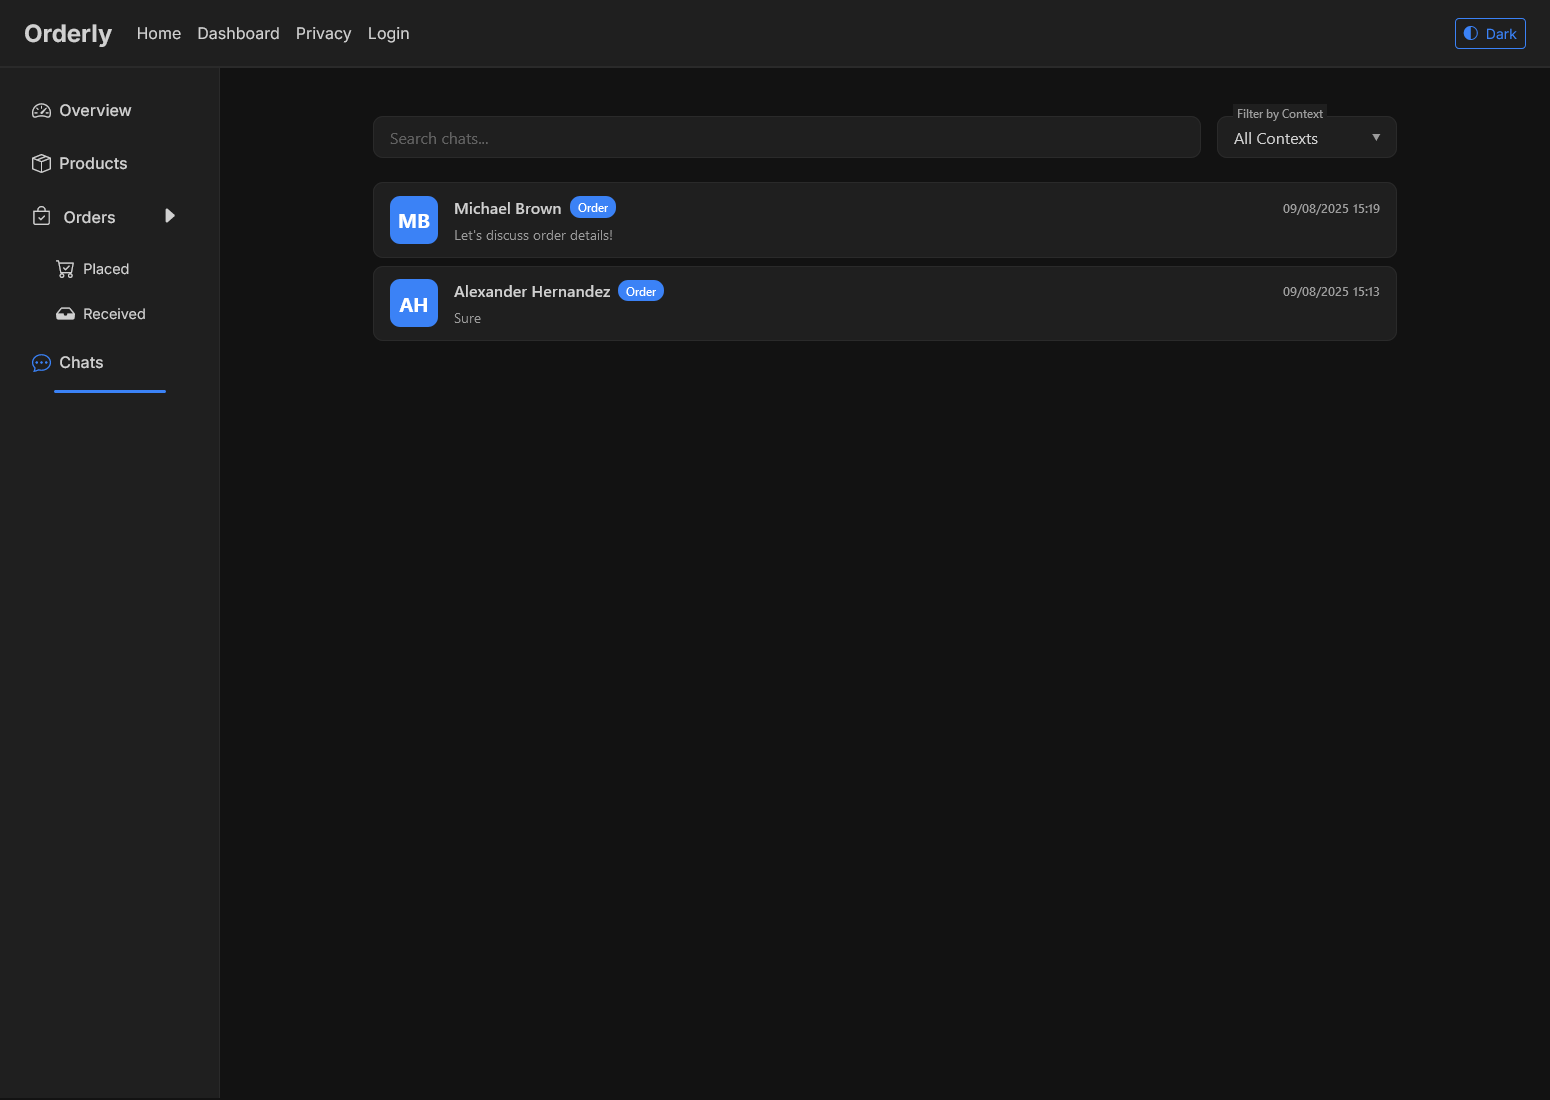 Orderly Home Dashboard Privacy Login Dark
Overview
Products
Orders
Placed
Received
Chats
Search chats...
Filter by Context
All Contexts
MB Michael Brown Order 09/08/2025 15:19
Let's discuss order details!
AH Alexander Hernandez Order 09/08/2025 15:13
Sure